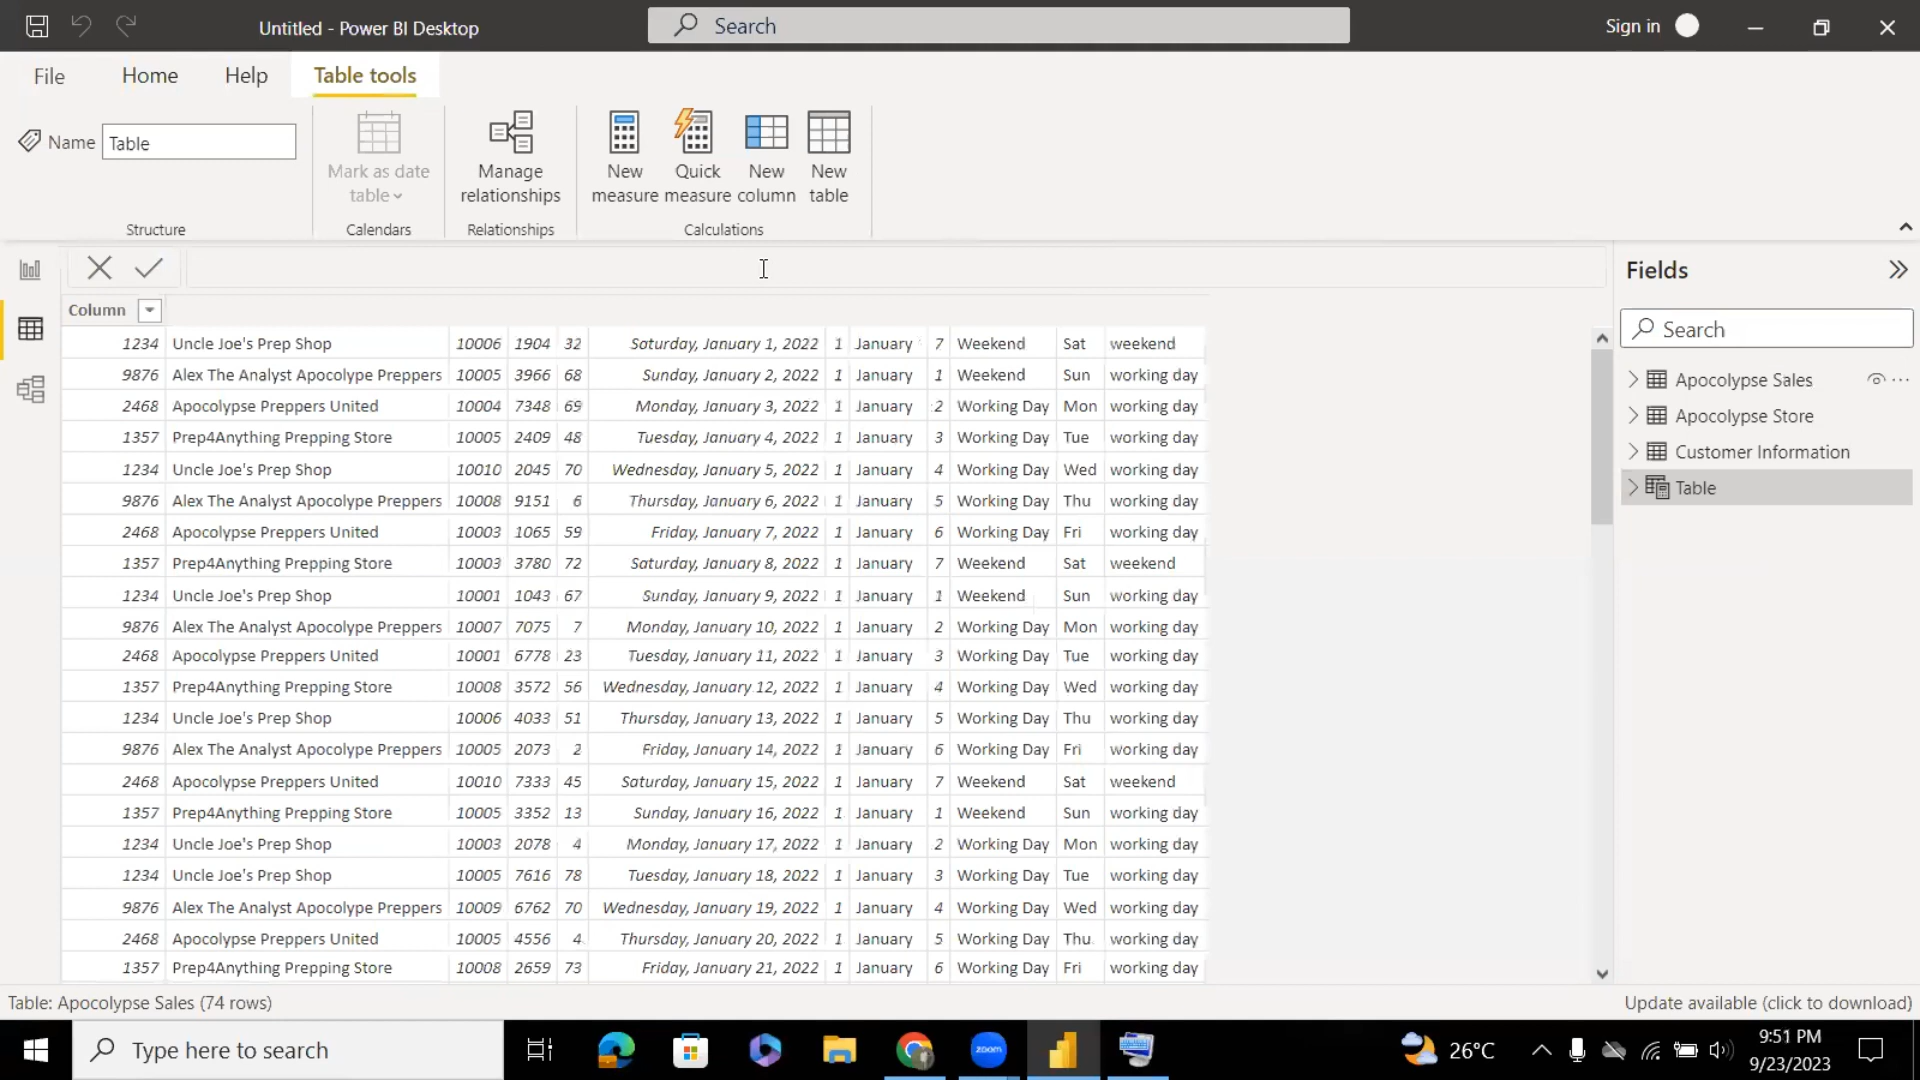 Untitled - Power BI Desktop
Search
Sign in
File Home Help Table tools
Name Table
Mark as date table
Manage relationships
New measure
Quick measure
New column
New table
Structure Calendars Relationships Calculations
Fields
Search
Apocolypse Sales
Apocolypse Store
Customer Information
Table
Column
1234 Uncle Joe's Prep Shop 10006 1904 32 Saturday, January 1, 2022 1 January 7 Weekend Sat weekend
9876 Alex The Analyst Apocolype Preppers 10005 3966 68 Sunday, January 2, 2022 1 January 1 Weekend Sun working day
2468 Apocolypse Preppers United 10004 7348 69 Monday, January 3, 2022 1 January 2 Working Day Mon working day
1357 Prep4Anything Prepping Store 10005 2409 48 Tuesday, January 4, 2022 1 January 3 Working Day Tue working day
1234 Uncle Joe's Prep Shop 10010 2045 70 Wednesday, January 5, 2022 1 January 4 Working Day Wed working day
9876 Alex The Analyst Apocolype Preppers 10008 9151 6 Thursday, January 6, 2022 1 January 5 Working Day Thu working day
2468 Apocolypse Preppers United 10003 1065 59 Friday, January 7, 2022 1 January 6 Working Day Fri working day
1357 Prep4Anything Prepping Store 10003 3780 72 Saturday, January 8, 2022 1 January 7 Weekend Sat weekend
1234 Uncle Joe's Prep Shop 10001 1043 67 Sunday, January 9, 2022 1 January 1 Weekend Sun working day
9876 Alex The Analyst Apocolype Preppers 10007 7075 7 Monday, January 10, 2022 1 January 2 Working Day Mon working day
2468 Apocolypse Preppers United 10001 6778 23 Tuesday, January 11, 2022 1 January 3 Working Day Tue working day
1357 Prep4Anything Prepping Store 10008 3572 56 Wednesday, January 12, 2022 1 January 4 Working Day Wed working day
1234 Uncle Joe's Prep Shop 10006 4033 51 Thursday, January 13, 2022 1 January 5 Working Day Thu working day
9876 Alex The Analyst Apocolype Preppers 10005 2073 2 Friday, January 14, 2022 1 January 6 Working Day Fri working day
2468 Apocolypse Preppers United 10010 7333 45 Saturday, January 15, 2022 1 January 7 Weekend Sat weekend
1357 Prep4Anything Prepping Store 10005 3352 13 Sunday, January 16, 2022 1 January 1 Weekend Sun working day
1234 Uncle Joe's Prep Shop 10003 2078 4 Monday, January 17, 2022 1 January 2 Working Day Mon working day
1234 Uncle Joe's Prep Shop 10005 7616 78 Tuesday, January 18, 2022 1 January 3 Working Day Tue working day
9876 Alex The Analyst Apocolype Preppers 10009 6762 70 Wednesday, January 19, 2022 1 January 4 Working Day Wed working day
2468 Apocolypse Preppers United 10005 4556 4 Thursday, January 20, 2022 1 January 5 Working Day Thu working day
1357 Prep4Anything Prepping Store 10008 2659 73 Friday, January 21, 2022 1 January 6 Working Day Fri working day
Table: Apocolypse Sales (74 rows)
Update available (click to download)
Type here to search
zoom
26°C
9:51 PM
9/23/2023